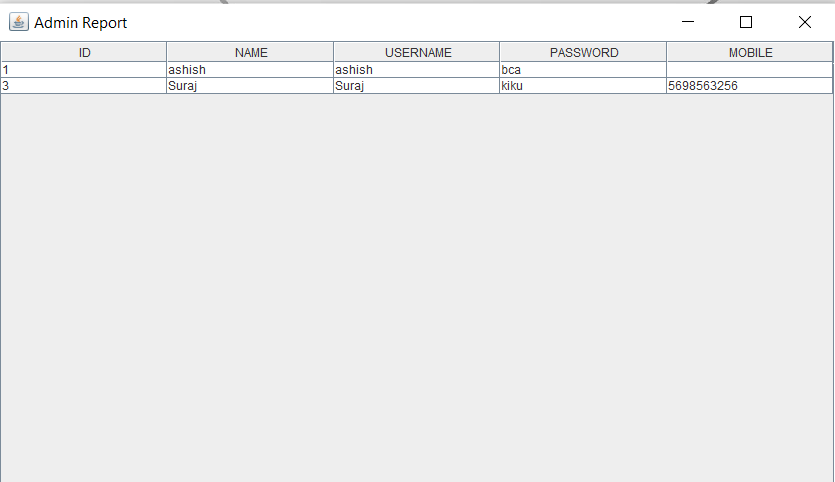 Admin Report
ID NAME USERNAME PASSWORD MOBILE
1 ashish ashish bca
3 Suraj Suraj kiku 5698563256